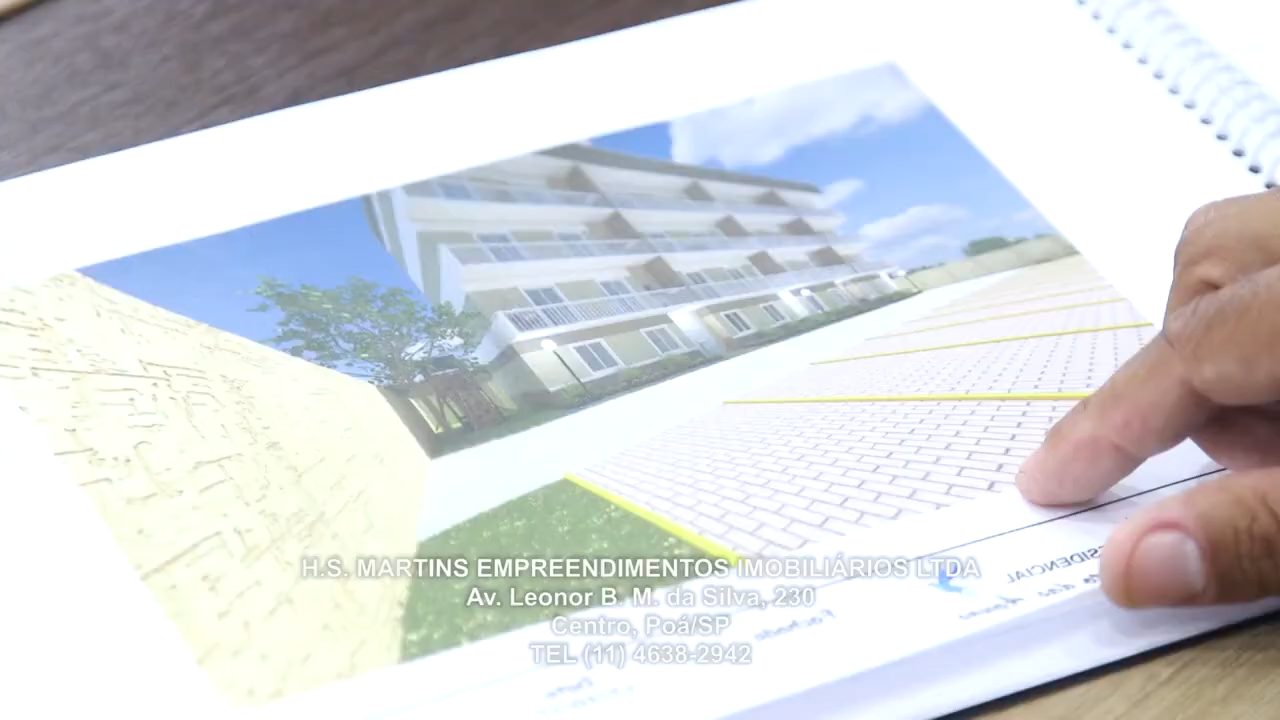 H.S. MARTINS EMPREENDIMENTOS IMOBILIÁRIOS LTDA
Av. Leonor B. M. da Silva, 230
Centro, Poá/SP
TEL (11) 4638-2942